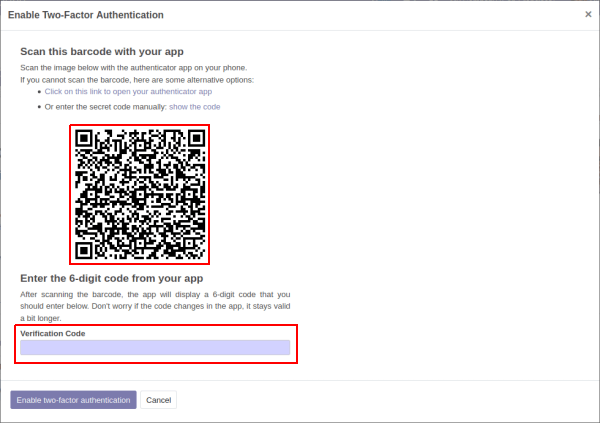 Enable Two-Factor Authentication
×
Scan this barcode with your app
Scan the image below with the authenticator app on your phone.
If you cannot scan the barcode, here are some alternative options:
• Click on this link to open your authenticator app
• Or enter the secret code manually: show the code
Enter the 6-digit code from your app
After scanning the barcode, the app will display a 6-digit code that you
should enter below. Don't worry if the code changes in the app, it stays valid
a bit longer.
Verification Code
Enable two-factor authentication Cancel